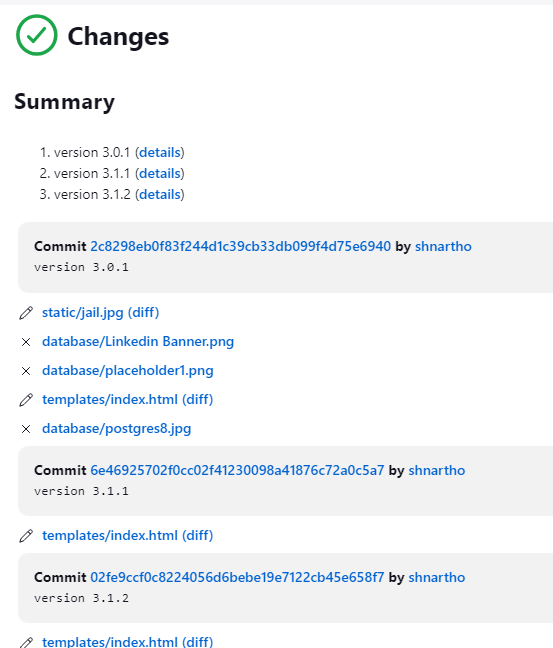 Changes
Summary
1. version 3.0.1 (details)
2. version 3.1.1 (details)
3. version 3.1.2 (details)
Commit 2c8298eb0f83f244d1c39cb33db099f4d75e6940 by shnartho
version 3.0.1
static/jail.jpg (diff)
database/Linkedin Banner.png
database/placeholder1.png
templates/index.html (diff)
database/postgres8.jpg
Commit 6e46925702f0cc02f41230098a41876c72a0c5a7 by shnartho
version 3.1.1
templates/index.html (diff)
Commit 02fe9ccf0c8224056d6bebe19e7122cb45e658f7 by shnartho
version 3.1.2
templates/index.html (diff)